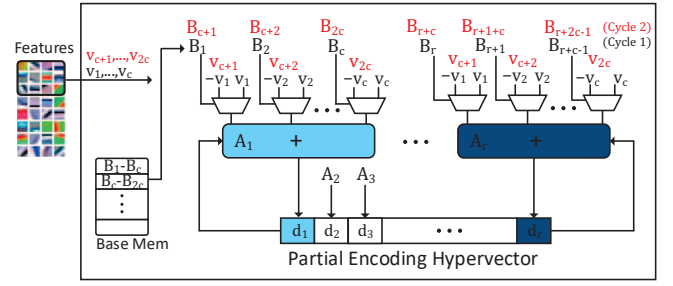 Features
v_{c+1},...,v_{2c}
v_1,...,v_c
B_{c+1} B_{c+2} B_{2c} B_{r+c} B_{r+1+c} B_{r+2c-1} (Cycle 2)
B_1 B_2 B_c B_r B_{r+1} B_{r+c-1} (Cycle 1)
v_{c+1} v_{c+2} v_{2c} v_{c+1} v_{c+2} v_{2c}
-v_1 v_1 -v_2 v_2 -v_c v_c -v_1 v_1 -v_2 v_2 -v_c v_c
A_1 + ... A_r +
B_1-B_c
B_c-B_{2c}
Base Mem
A_2 A_3
d_1 d_2 d_3 ... d_r
Partial Encoding Hypervector